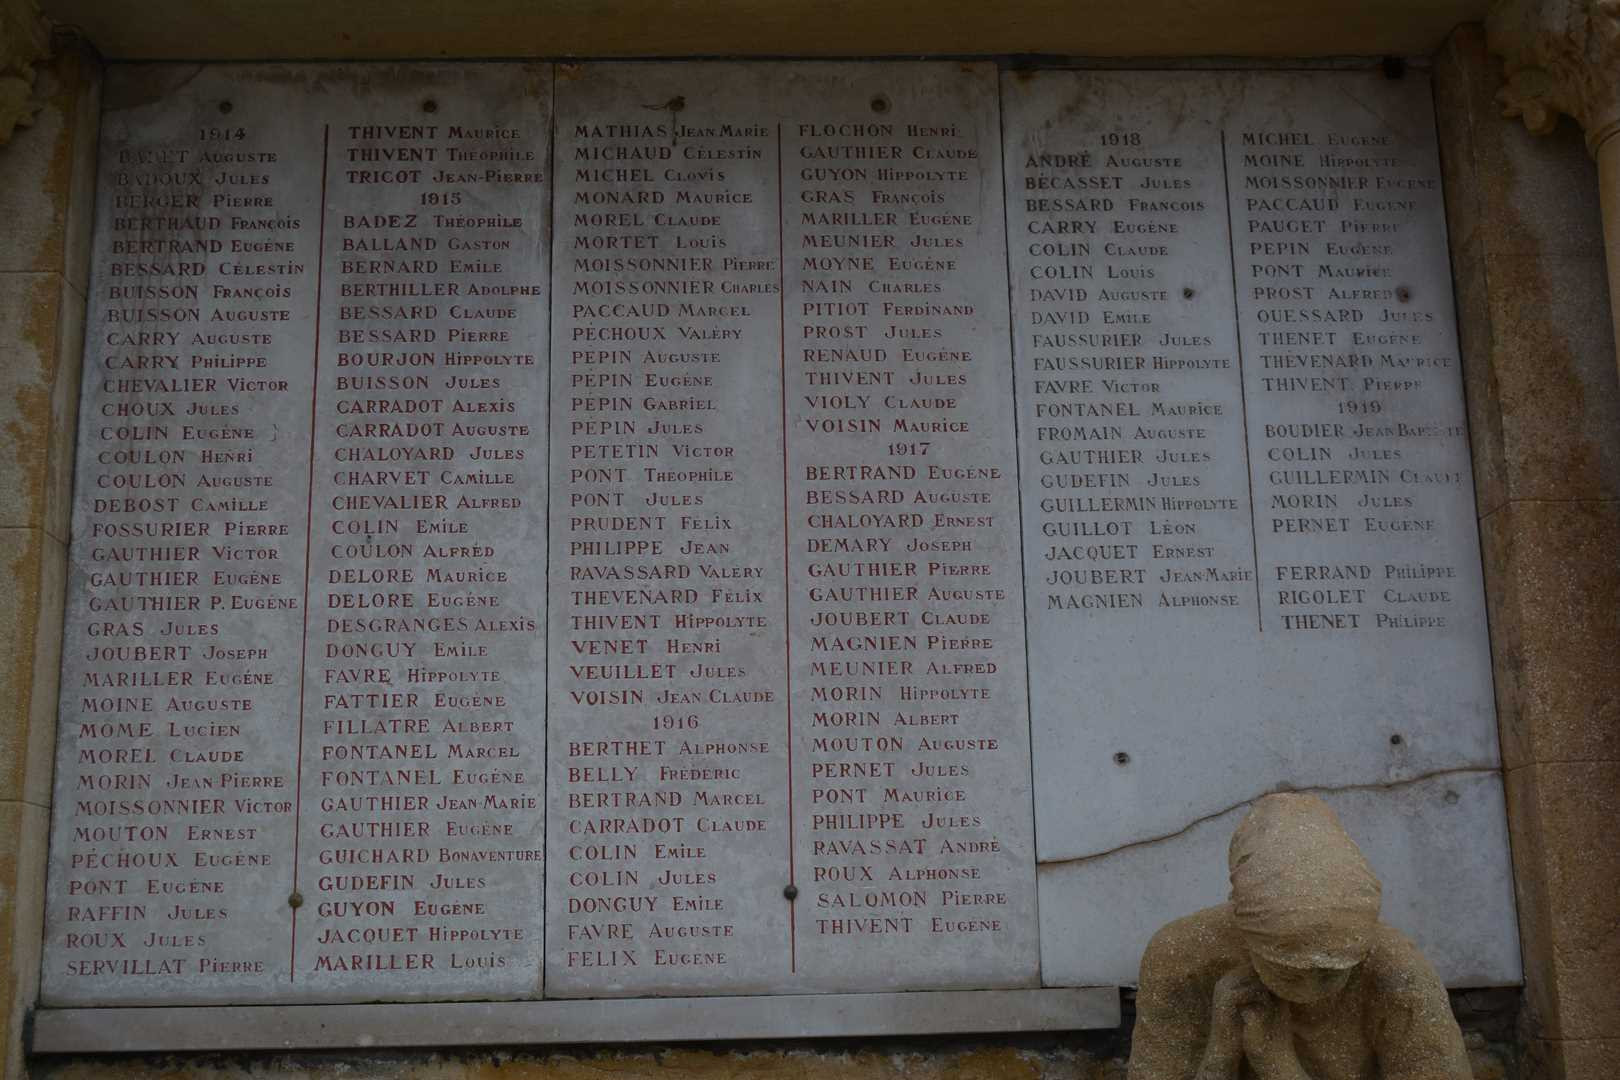 1914
BADET AUGUSTE
BADOUX JULES
BERGER PIERRE
BERTHAUD FRANÇOIS
BERTRAND EUGÈNE
BESSARD CÉLESTIN
BUISSON FRANÇOIS
BUISSON AUGUSTE
CARRY AUGUSTE
CARRY PHILIPPE
CHEVALIER VICTOR
CHOUX JULES
COLIN EUGÈNE
COULON HENRI
COULON AUGUSTE
DEBOST CAMILLE
FOSSURIER PIERRE
GAUTHIER VICTOR
GAUTHIER EUGÈNE
GAUTHIER P. EUGÈNE
GRAS JULES
JOUBERT JOSEPH
MARILLER EUGÈNE
MOINE AUGUSTE
MOME LUCIEN
MOREL CLAUDE
MORIN JEAN-PIERRE
MOISSONNIER VICTOR
MOUTON ERNEST
PÉCHOUX EUGÈNE
PONT EUGÈNE
RAFFIN JULES
ROUX JULES
SERVILLAT PIERRE
THIVENT MAURICE
THIVENT THÉOPHILE
TRICOT JEAN-PIERRE
1915
BADEZ THÉOPHILE
BALLAND GASTON
BERNARD EMILE
BERTHILLER ADOLPHE
BESSARD CLAUDE
BESSARD PIERRE
BOURJON HIPPOLYTE
BUISSON JULES
CARRADOT ALEXIS
CARRADOT AUGUSTE
CHALOYARD JULES
CHARVET CAMILLE
CHEVALIER ALFRED
COLIN EMILE
COULON ALFRED
DELORE MAURICE
DELORE EUGÈNE
DESGRANGES ALEXIS
DONGUY EMILE
FAVRE HIPPOLYTE
FATTIER EUGÈNE
FILLATRE ALBERT
FONTANEL MARCEL
FONTANEL EUGÈNE
GAUTHIER JEAN-MARIE
GAUTHIER EUGÈNE
GUICHARD BONAVENTURE
GUDEFIN JULES
GUYON EUGÈNE
JACQUET HIPPOLYTE
MARILLER LOUIS
MATHIAS JEAN MARIE
MICHAUD CÉLESTIN
MICHEL CLOVIS
MONARD MAURICE
MOREL CLAUDE
MORTET LOUIS
MOISSONNIER PIERRE
MOISSONNIER CHARLES
PACCAUD MARCEL
PÉCHOUX VALÉRY
PEPIN AUGUSTE
PÉPIN EUGÈNE
PÉPIN GABRIEL
PÉPIN JULES
PETETIN VICTOR
PONT THÉOPHILE
PONT JULES
PRUDENT FÉLIX
PHILIPPE JEAN
RAVASSARD VALÉRY
THEVENARD FÉLIX
THIVENT HIPPOLYTE
VENET HENRI
VEUILLET JULES
VOISIN JEAN CLAUDE
1916
BERTHET ALPHONSE
BELLY FRÉDERIC
BERTRAND MARCEL
CARRADOT CLAUDE
COLIN EMILE
COLIN JULES
DONGUY EMILE
FAVRE AUGUSTE
FELIX EUGÈNE
FLOCHON HENRI
GAUTHIER CLAUDE
GUYON HIPPOLYTE
GRAS FRANÇOIS
MARILLER EUGÈNE
MEUNIER JULES
MOYNE EUGÈNE
NAIN CHARLES
PITIOT FERDINAND
PROST JULES
RENAUD EUGÈNE
THIVENT JULES
VIOLY CLAUDE
VOISIN MAURICE
1917
BERTRAND EUGÈNE
BESSARD AUGUSTE
CHALOYARD ERNEST
DEMARY JOSEPH
GAUTHIER PIERRE
GAUTHIER AUGUSTE
JOUBERT CLAUDE
MAGNIEN PIERRE
MEUNIER ALFRED
MORIN HIPPOLYTE
MORIN ALBERT
MOUTON AUGUSTE
PERNET JULES
PONT MAURICE
PHILIPPE JULES
RAVASSAT ANDRÉ
ROUX ALPHONSE
SALOMON PIERRE
THIVENT EUGÈNE
1918
ANDRÉ AUGUSTE
BÉCASSET JULES
BESSARD FRANÇOIS
CARRY EUGÈNE
COLIN CLAUDE
COLIN LOUIS
DAVID AUGUSTE
DAVID EMILE
FAUSSURIER JULES
FAUSSURIER HIPPOLYTE
FAVRE VICTOR
FONTANEL MAURICE
FROMAIN AUGUSTE
GAUTHIER JULES
GUDEFIN JULES
GUILLERMIN HIPPOLYTE
GUILLOT LÉON
JACQUET ERNEST
JOUBERT JEAN-MARIE
MAGNIEN ALPHONSE
MICHEL EUGÈNE
MOINE HIPPOLYTE
MOISSONNIER EUGÈNE
PACCAUD EUGÈNE
PAUGET PIERRE
PEPIN EUGÈNE
PONT MAURICE
PROST ALFRED
OUESSARD JULES
THENET EUGÈNE
THÉVENARD MAURICE
THIVENT PIERRE
1919
BOUDIER JEAN BAPTISTE
COLIN JULES
GUILLERMIN CLAUDE
MORIN JULES
PERNET EUGÈNE
FERRAND PHILIPPE
RIGOLET CLAUDE
THENET PHILIPPE